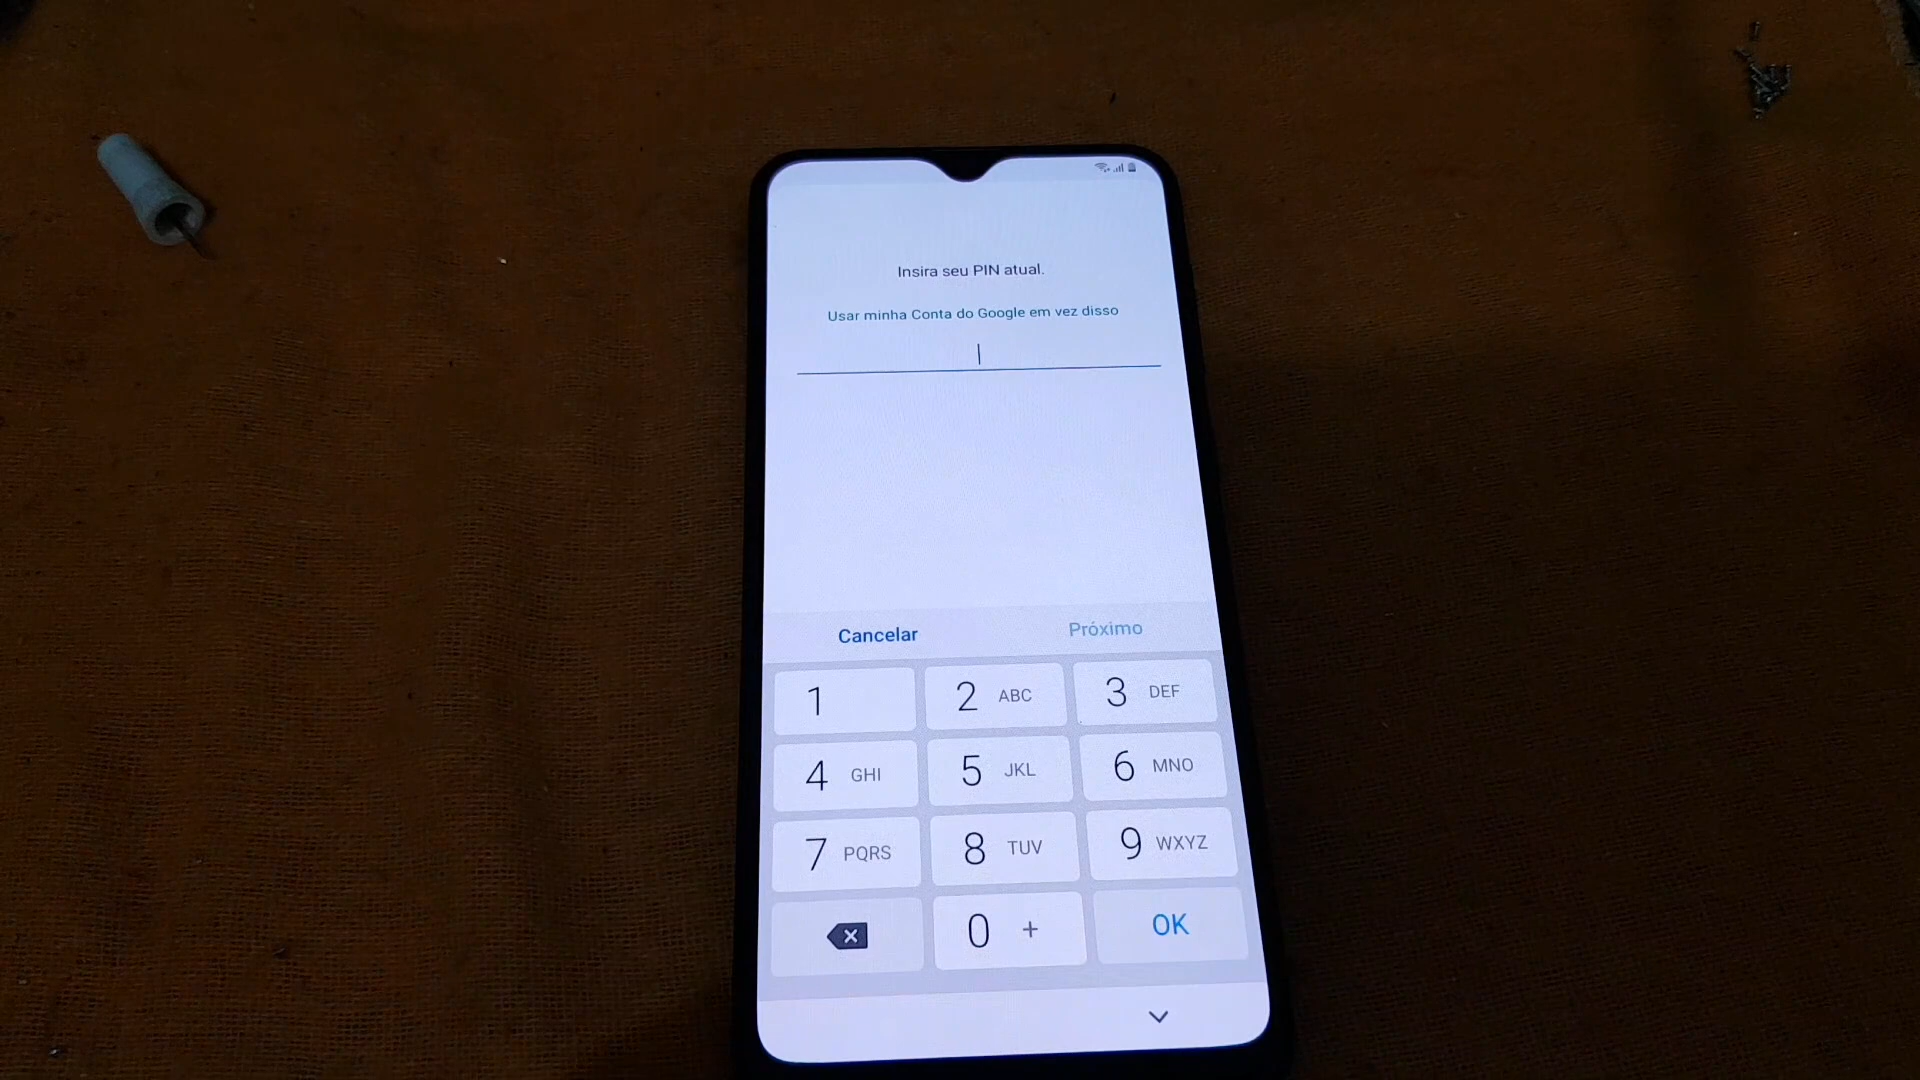 Insira seu PIN atual.
Usar minha Conta do Google em vez disso
Cancelar Próximo
1 2 ABC 3 DEF
4 GHI 5 JKL 6 MNO
7 PQRS 8 TUV 9 WXYZ
0 + OK